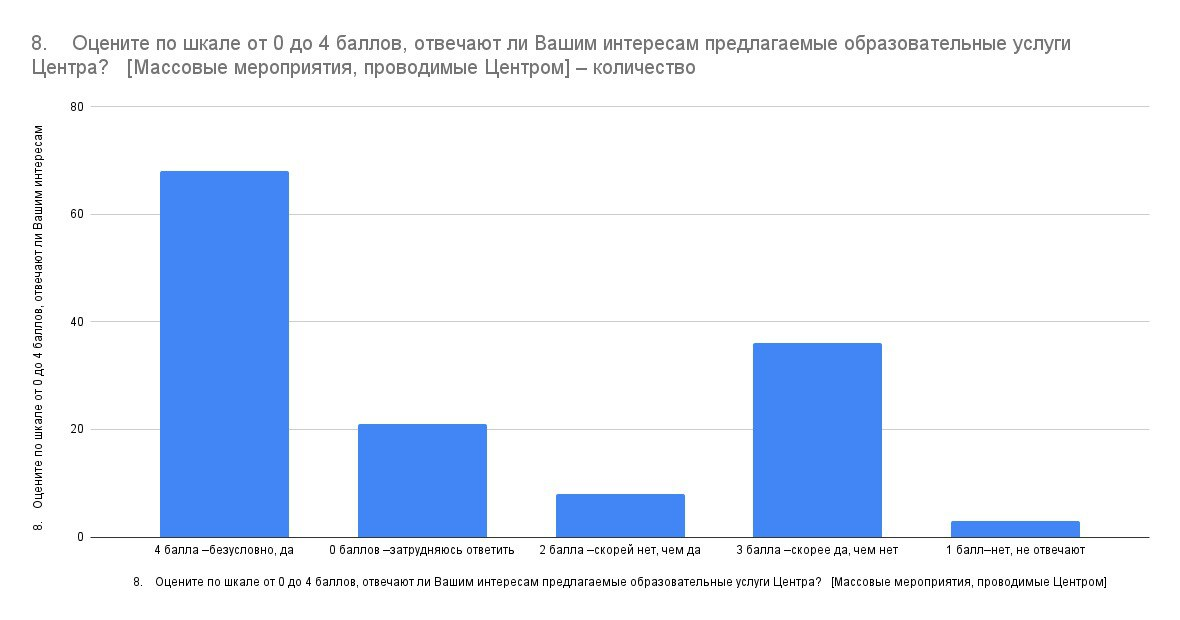 8. Оцените по шкале от 0 до 4 баллов, отвечают ли Вашим интересам предлагаемые образовательные услуги
Центра? [Массовые мероприятия, проводимые Центром] – количество
8. Оцените по шкале от 0 до 4 баллов, отвечают ли Вашим интересам
80
60
40
20
0
4 балла –безусловно, да
0 баллов –затрудняюсь ответить
2 балла –скорей нет, чем да
3 балла –скорее да, чем нет
1 балл–нет, не отвечают
8. Оцените по шкале от 0 до 4 баллов, отвечают ли Вашим интересам предлагаемые образовательные услуги Центра? [Массовые мероприятия, проводимые Центром]